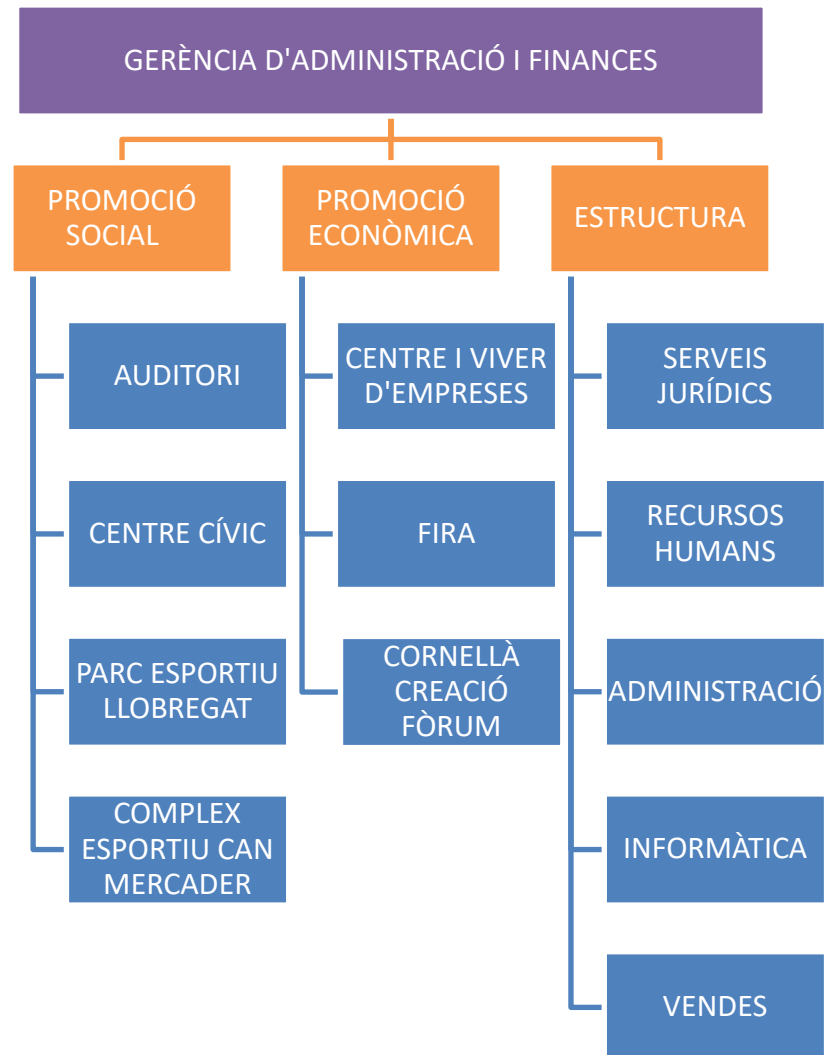 GERÈNCIA D'ADMINISTRACIÓ I FINANCES
PROMOCIÓ
SOCIAL
PROMOCIÓ
ECONÒMICA
ESTRUCTURA
AUDITORI
CENTRE CÍVIC
PARC ESPORTIU
LLOBREGAT
COMPLEX
ESPORTIU CAN
MERCADER
CENTRE I VIVER
D'EMPRESES
FIRA
CORNELLÀ
CREACIÓ
FÒRUM
SERVEIS
JURÍDICS
RECURSOS
HUMANS
ADMINISTRACIÓ
INFORMÀTICA
VENDES